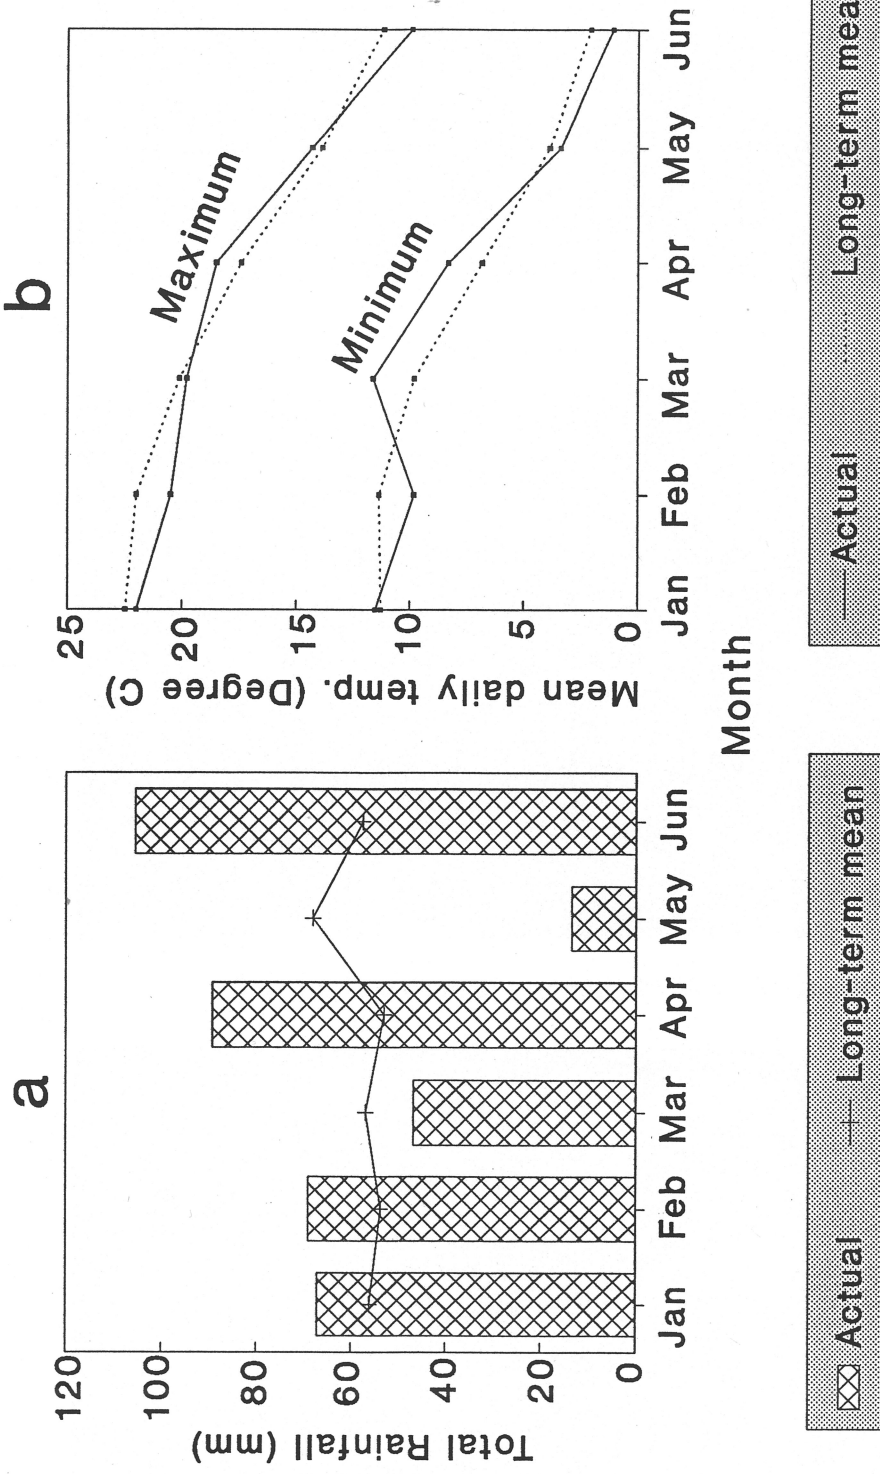 a
Total Rainfall (mm)
120
100
80
60
40
20
0
Jan Feb Mar Apr May Jun
b
Mean daily temp. (Degree C)
25
20
15
10
5
0
Maximum
Minimum
Jan Feb Mar Apr May Jun
Month
Actual Long-term mean
Actual Long-term mea